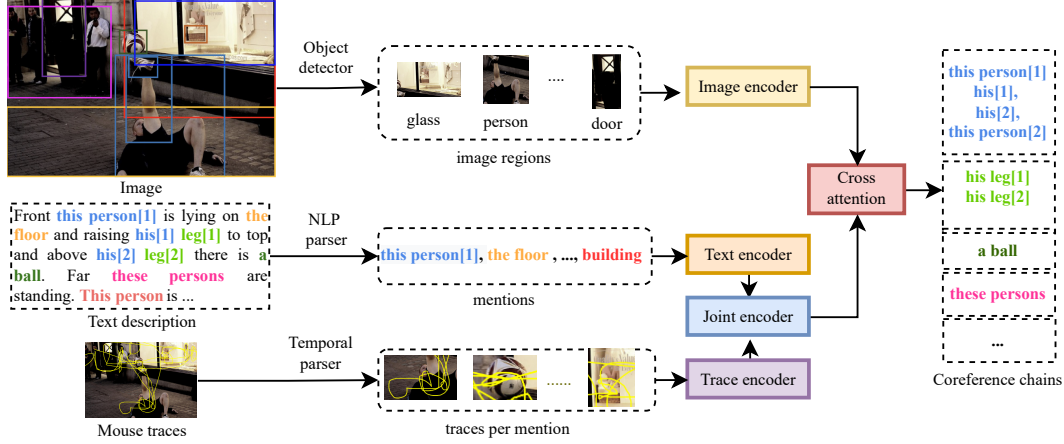 Image
Front this person[1] is lying on the
floor and raising his[1] leg[1] to top
and above his[2] leg[2] there is a
ball. Far these persons are
standing. This person is ...
Text description
Mouse traces
Object
detector
NLP
parser
Temporal
parser
glass person .... door
image regions
this person[1], the floor , ..., building
mentions
......
traces per mention
Image encoder
Text encoder
Joint encoder
Trace encoder
Cross
attention
this person[1]
his[1],
his[2],
this person[2]
his leg[1]
his leg[2]
a ball
these persons
...
Coreference chains